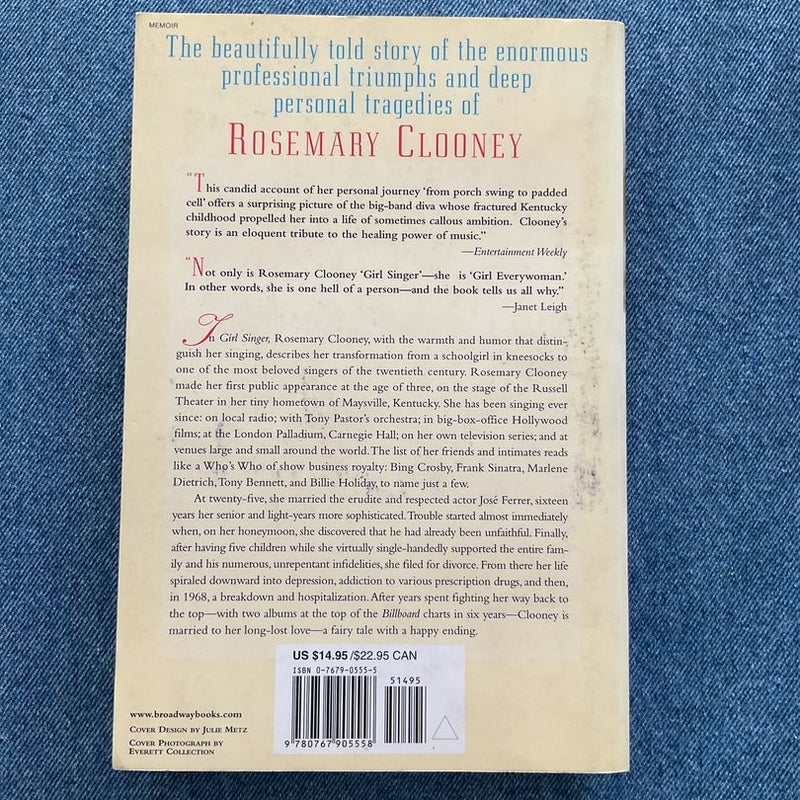 MEMOIR
The beautifully told story of the enormous
professional triumphs and deep
personal tragedies of
ROSEMARY CLOONEY
"This candid account of her personal journey 'from porch swing to padded
cell' offers a surprising picture of the big-band diva whose fractured Kentucky
childhood propelled her into a life of sometimes callous ambition. Clooney's
story is an eloquent tribute to the healing power of music."
—Entertainment Weekly
"Not only is Rosemary Clooney 'Girl Singer'—she is 'Girl Everywoman.'
In other words, she is one hell of a person—and the book tells us all why."
—Janet Leigh
In Girl Singer, Rosemary Clooney, with the warmth and humor that distin-
guish her singing, describes her transformation from a schoolgirl in kneesocks to
one of the most beloved singers of the twentieth century. Rosemary Clooney
made her first public appearance at the age of three, on the stage of the Russell
Theater in her tiny hometown of Maysville, Kentucky. She has been singing ever
since: on local radio; with Tony Pastor's orchestra; in big-box-office Hollywood
films; at the London Palladium, Carnegie Hall; on her own television series; and at
venues large and small around the world. The list of her friends and intimates reads
like a Who's Who of show business royalty: Bing Crosby, Frank Sinatra, Marlene
Dietrich, Tony Bennett, and Billie Holiday, to name just a few.
At twenty-five, she married the erudite and respected actor José Ferrer, sixteen
years her senior and light-years more sophisticated. Trouble started almost immediately
when, on her honeymoon, she discovered that he had already been unfaithful. Finally,
after having five children while she virtually single-handedly supported the entire fam-
ily and his numerous, unrepentant infidelities, she filed for divorce. From there her life
spiraled downward into depression, addiction to various prescription drugs, and then,
in 1968, a breakdown and hospitalization. After years spent fighting her way back to
the top—with two albums at the top of the Billboard charts in six years—Clooney is
married to her long-lost love—a fairy tale with a happy ending.
US $14.95/$22.95 CAN
ISBN 0-7679-0555-5
51495
9 780767 905558
www.broadwaybooks.com
COVER DESIGN BY JULIE METZ
COVER PHOTOGRAPH BY
EVERETT COLLECTION